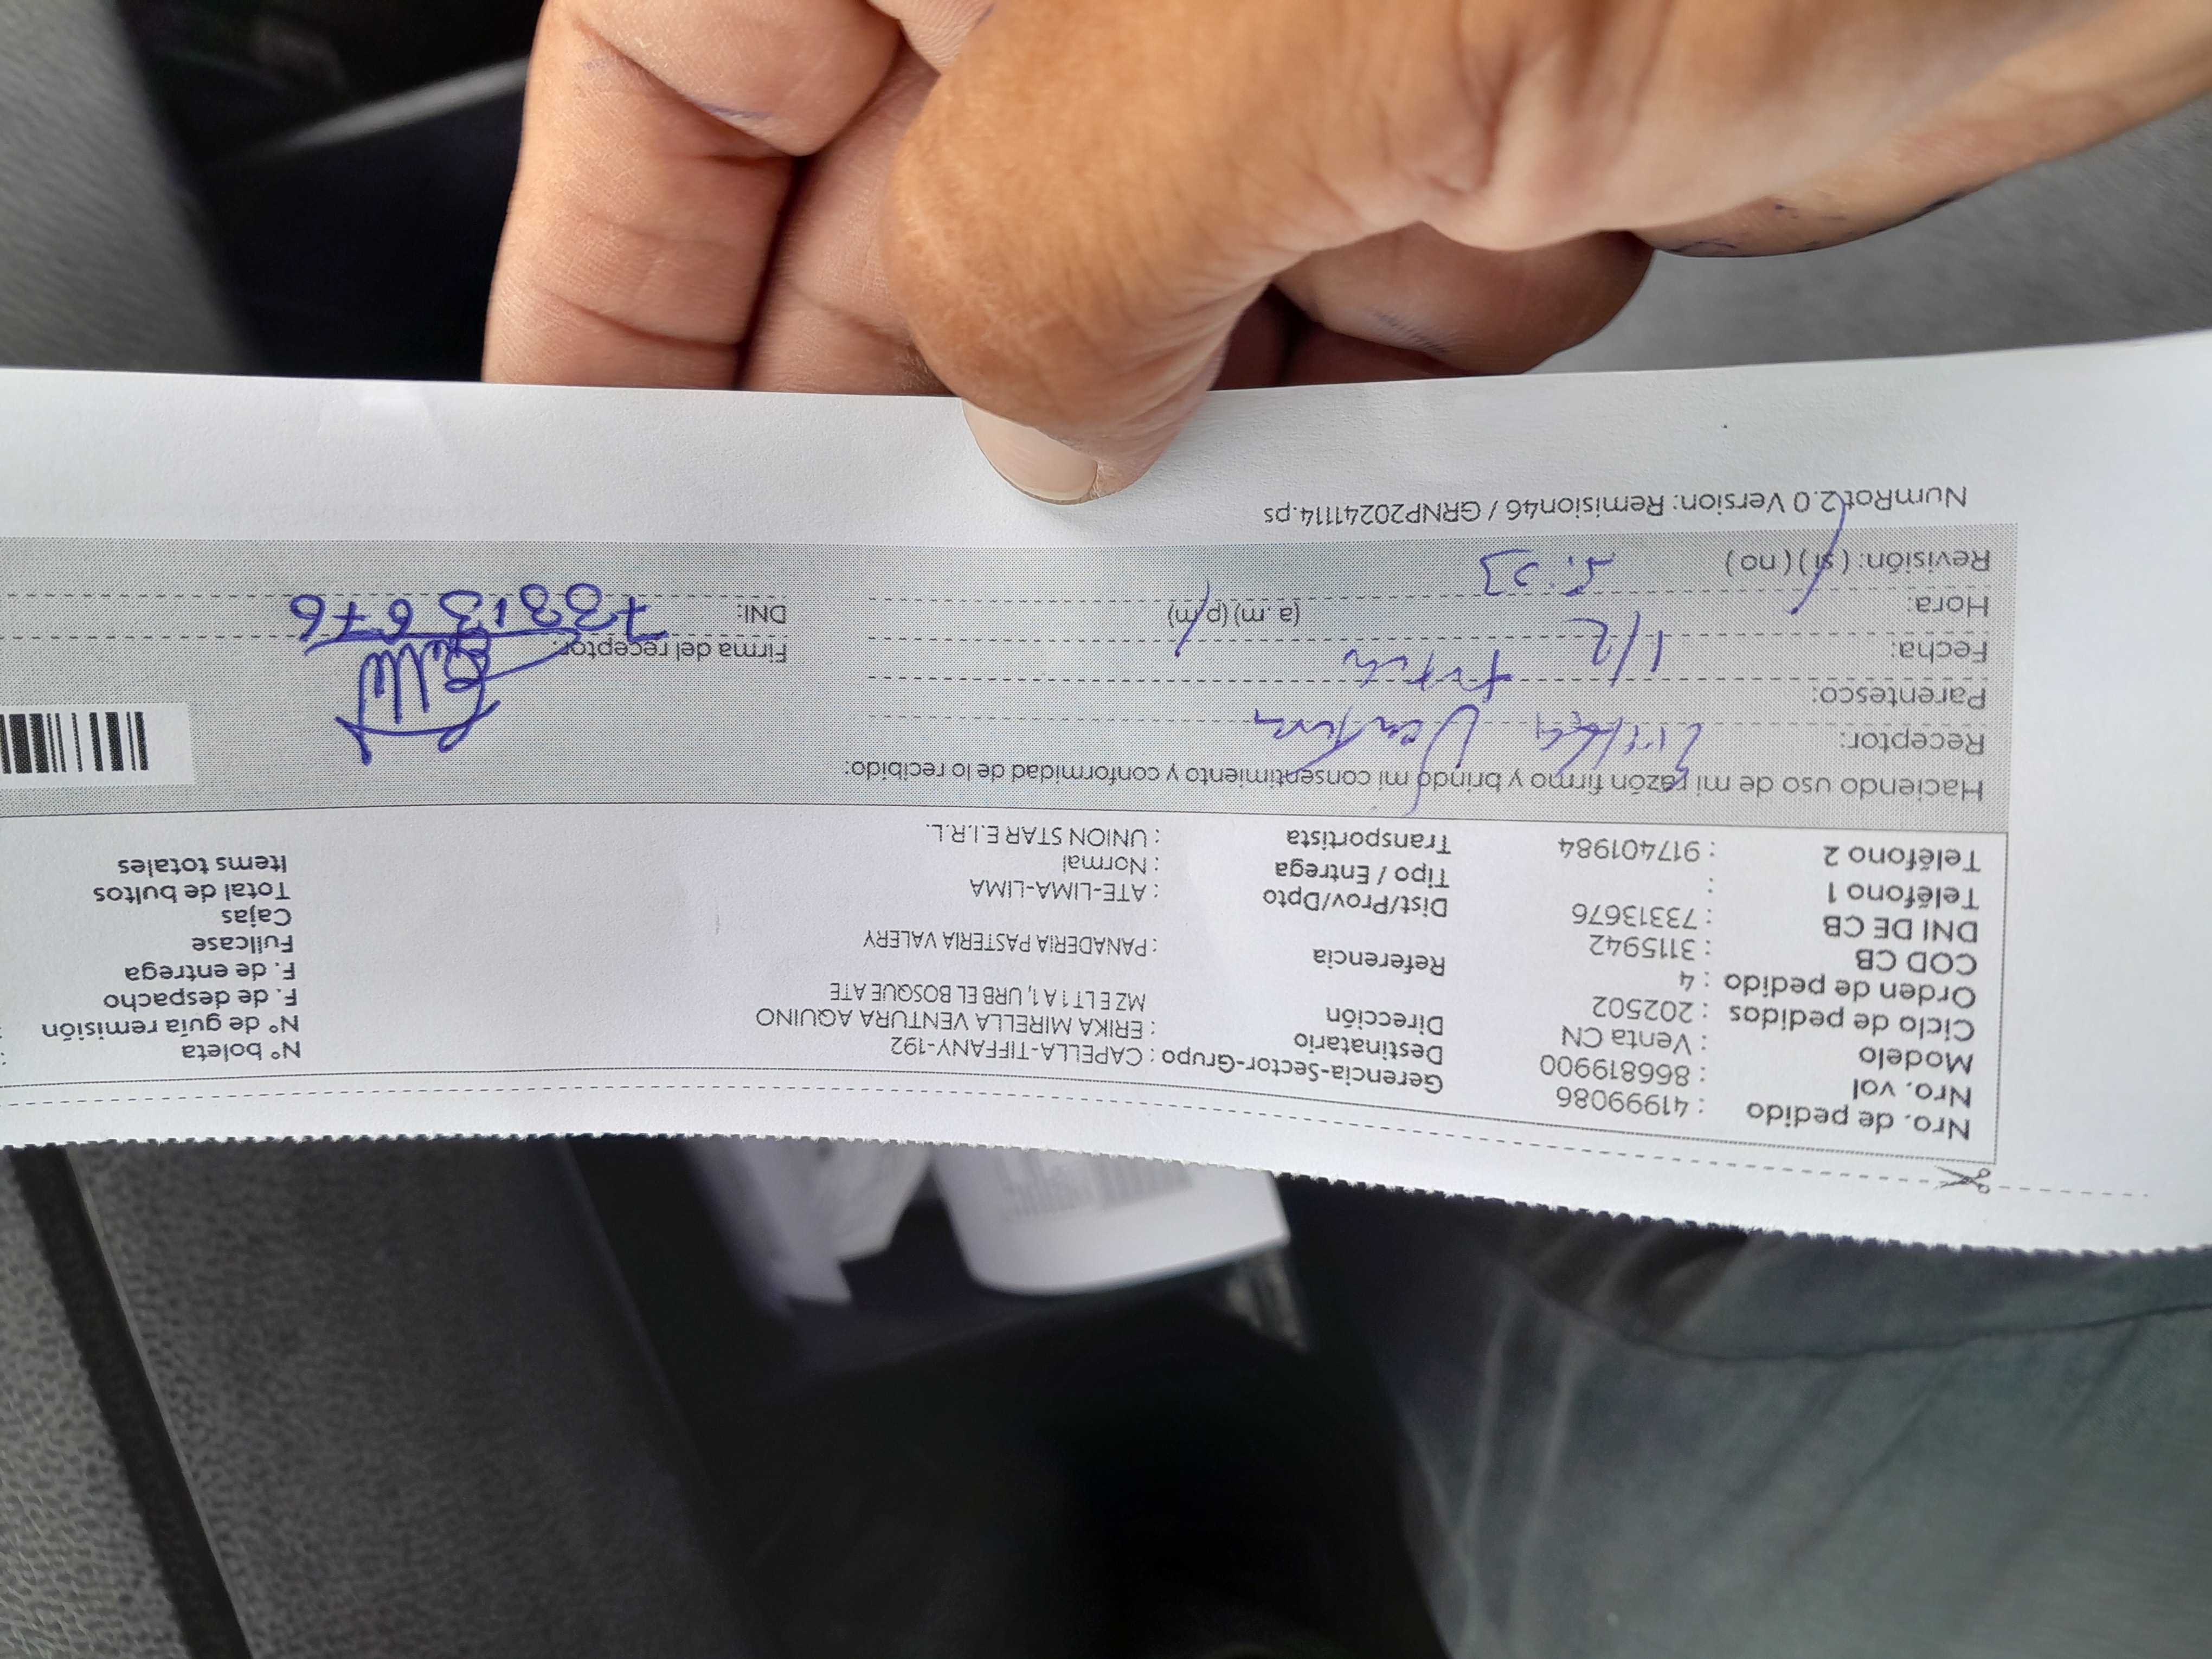 Nro. de pedido : 41999086
Nro. vol : 866819900
Modelo : Venta CN
Ciclo de pedidos : 202502
Orden de pedido : 4
COD CB : 3115942
DNI DE CB : 73313676
Teléfono 1 :
Teléfono 2 : 917401984
Gerencia-Sector-Grupo : CAPELLA-TIFFANY-192
Destinatario : ERIKA MIRELLA VENTURA AQUINO
Dirección MZ E LT 1 A 1, URB EL BOSQUE ATE
Referencia : PANADERIA PASTERIA VALERY
Dist/Prov/Dpto : ATE-LIMA-LIMA
Tipo / Entrega : Normal
Transportista : UNION STAR E.I.R.L.
N° boleta
N° de guía remisión
F. de despacho
F. de entrega
Fullcase
Cajas
Total de bultos
Items totales
Haciendo uso de mi razón firmo y brindo mi consentimiento y conformidad de lo recibido:
Receptor: Erika Ventura
Parentesco:
Fecha: 1/2
Hora: (a. m) (p. m)
Revisión: ( si ) ( no )
Firma del receptor:
DNI: 73313676
NumRot 2.0 Version: Remision46 / GRNP20241114.ps